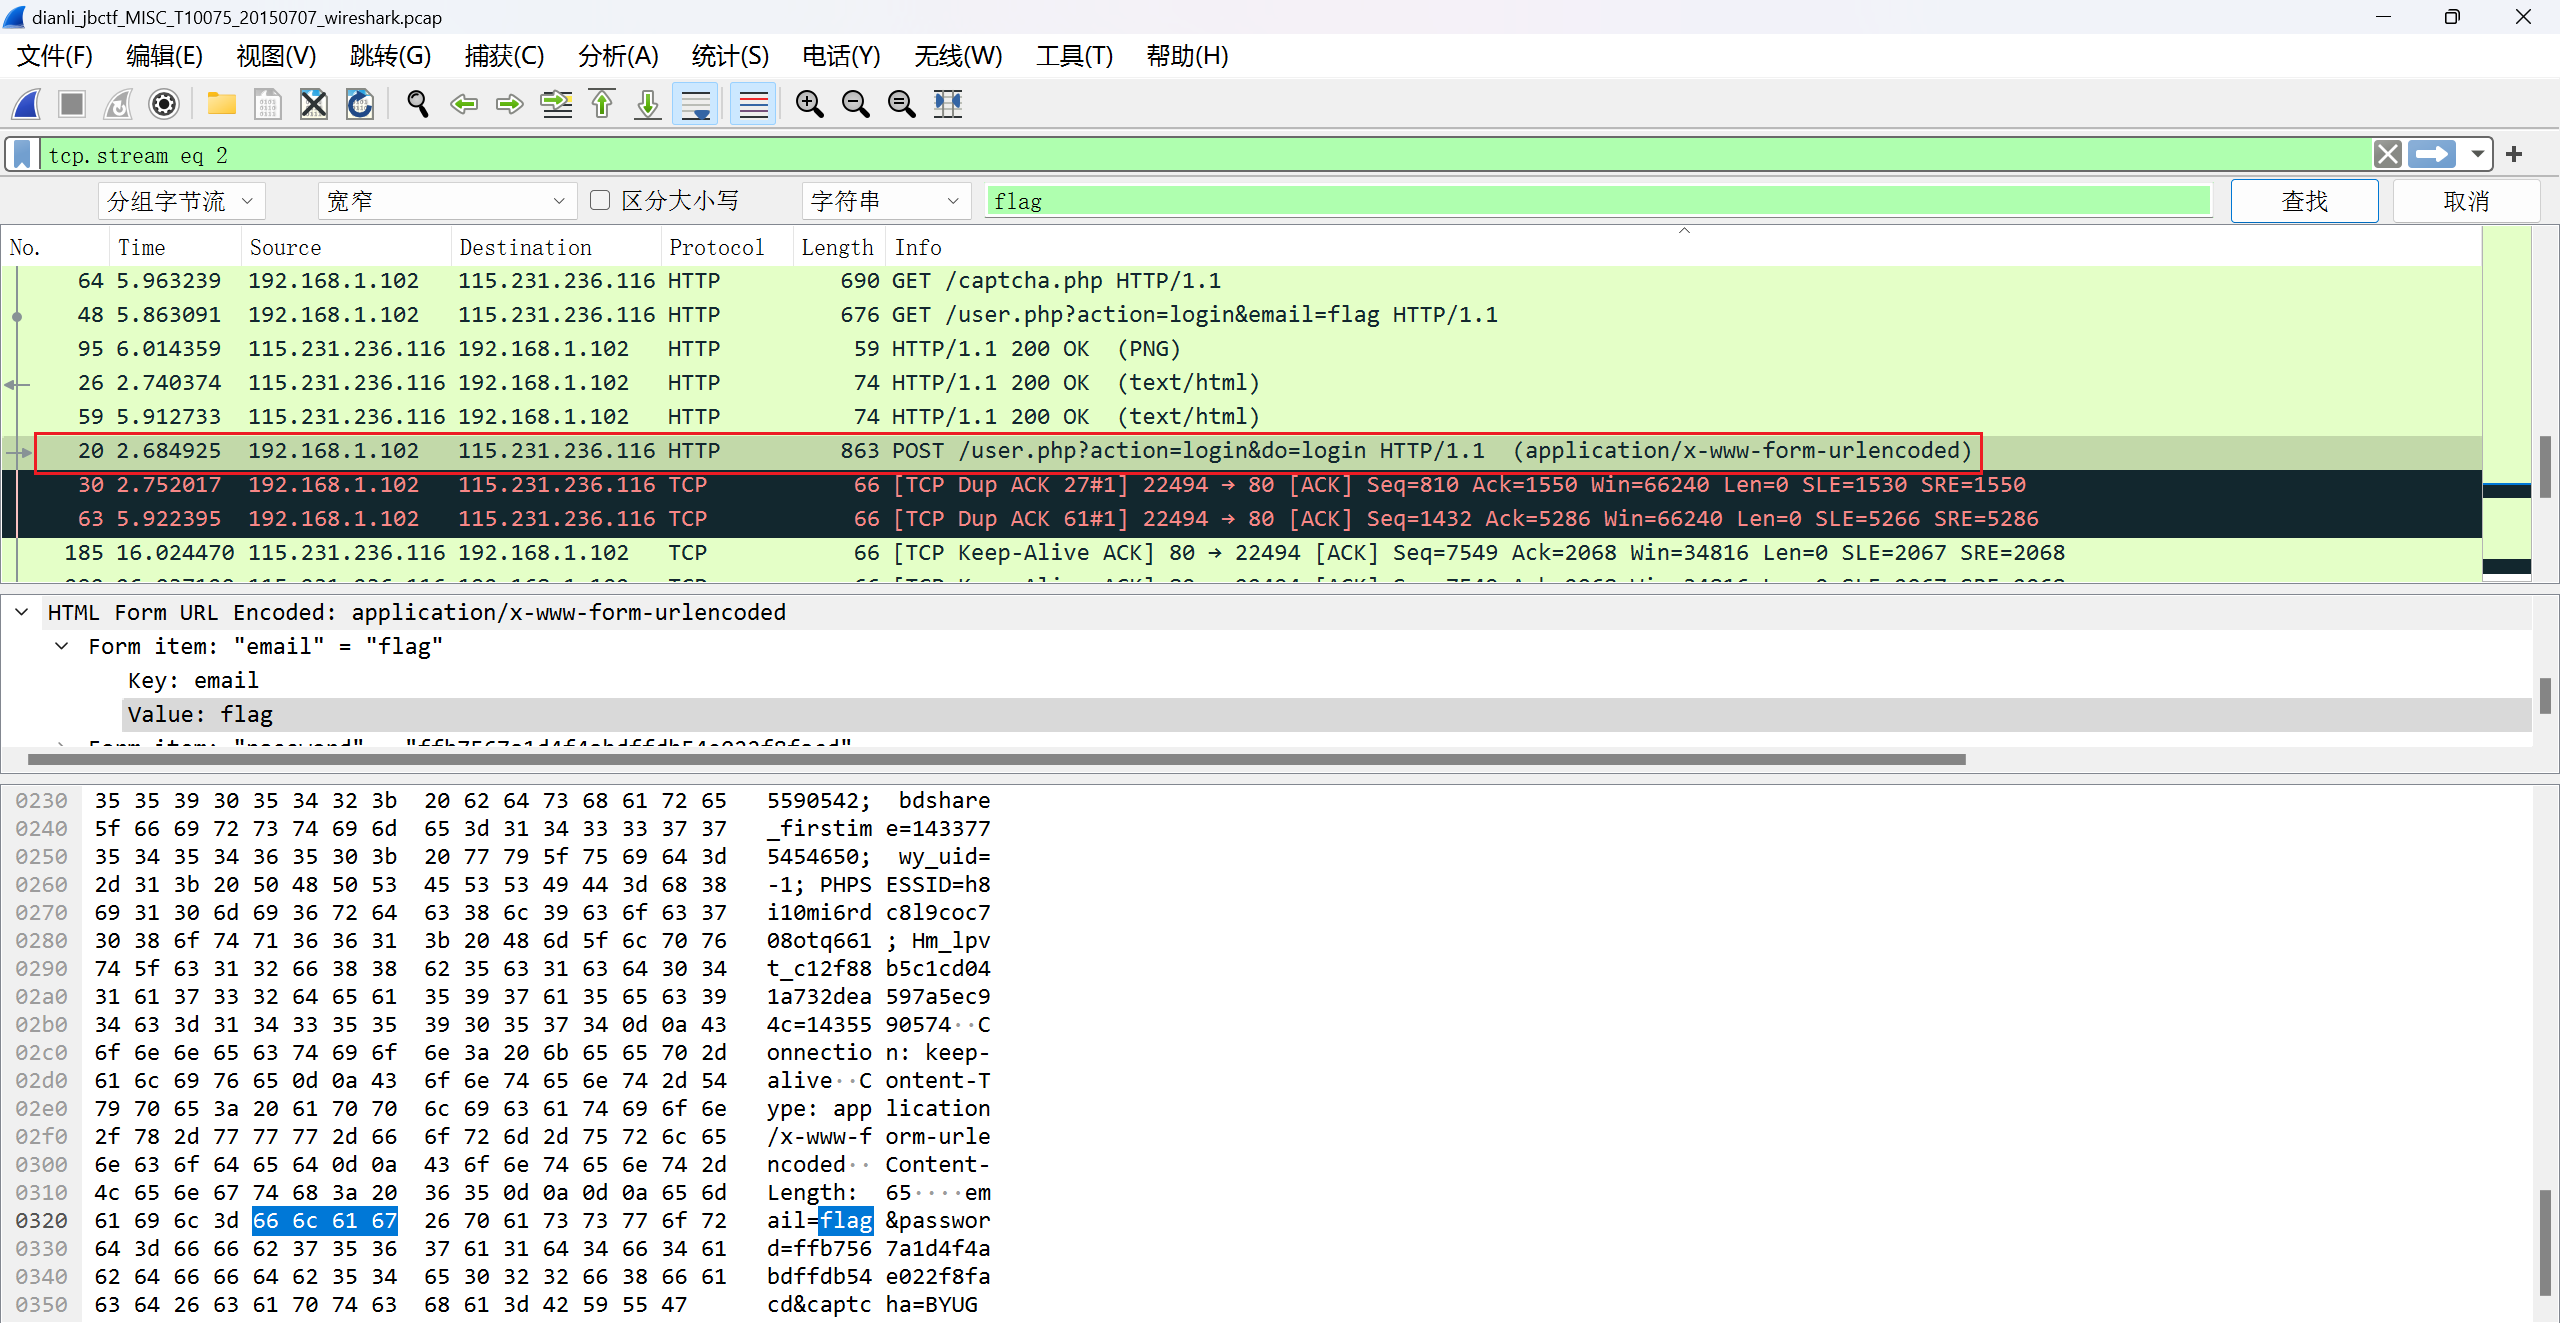 dianli_jbctf_MISC_T10075_20150707_wireshark.pcap
文件(F) 编辑(E) 视图(V) 跳转(G) 捕获(C) 分析(A) 统计(S) 电话(Y) 无线(W) 工具(T) 帮助(H)
tcp.stream eq 2
分组字节流 宽窄 区分大小写 字符串 flag 查找 取消
No. Time Source Destination Protocol Length Info
64 5.963239 192.168.1.102 115.231.236.116 HTTP 690 GET /captcha.php HTTP/1.1
48 5.863091 192.168.1.102 115.231.236.116 HTTP 676 GET /user.php?action=login&email=flag HTTP/1.1
95 6.014359 115.231.236.116 192.168.1.102 HTTP 59 HTTP/1.1 200 OK (PNG)
26 2.740374 115.231.236.116 192.168.1.102 HTTP 74 HTTP/1.1 200 OK (text/html)
59 5.912733 115.231.236.116 192.168.1.102 HTTP 74 HTTP/1.1 200 OK (text/html)
20 2.684925 192.168.1.102 115.231.236.116 HTTP 863 POST /user.php?action=login&do=login HTTP/1.1 (application/x-www-form-urlencoded)
30 2.752017 192.168.1.102 115.231.236.116 TCP 66 [TCP Dup ACK 27#1] 22494 → 80 [ACK] Seq=810 Ack=1550 Win=66240 Len=0 SLE=1530 SRE=1550
63 5.922395 192.168.1.102 115.231.236.116 TCP 66 [TCP Dup ACK 61#1] 22494 → 80 [ACK] Seq=1432 Ack=5286 Win=66240 Len=0 SLE=5266 SRE=5286
185 16.024470 115.231.236.116 192.168.1.102 TCP 66 [TCP Keep-Alive ACK] 80 → 22494 [ACK] Seq=7549 Ack=2068 Win=34816 Len=0 SLE=2067 SRE=2068
HTML Form URL Encoded: application/x-www-form-urlencoded
Form item: "email" = "flag"
Key: email
Value: flag
Form item: "password" = "ffb7567a1d4f4abdffdb54e022f8facd"
0230 35 35 39 30 35 34 32 3b 20 62 64 73 68 61 72 65 5590542; bdshare
0240 5f 66 69 72 73 74 69 6d 65 3d 31 34 33 33 37 37 _firstim e=143377
0250 35 34 35 34 36 35 30 3b 20 77 79 5f 75 69 64 3d 5454650; wy_uid=
0260 2d 31 3b 20 50 48 50 53 45 53 53 49 44 3d 68 38 -1; PHPS ESSID=h8
0270 69 31 30 6d 69 36 72 64 63 38 6c 39 63 6f 63 37 i10mi6rd c8l9coc7
0280 30 38 6f 74 71 36 36 31 3b 20 48 6d 5f 6c 70 76 08otq661 ; Hm_lpv
0290 74 5f 63 31 32 66 38 38 62 35 63 31 63 64 30 34 t_c12f88 b5c1cd04
02a0 31 61 37 33 32 64 65 61 35 39 37 61 35 65 63 39 1a732dea 597a5ec9
02b0 34 63 3d 31 34 33 35 35 39 30 35 37 34 0d 0a 43 4c=14355 90574··C
02c0 6f 6e 6e 65 63 74 69 6f 6e 3a 20 6b 65 65 70 2d onnectio n: keep-
02d0 61 6c 69 76 65 0d 0a 43 6f 6e 74 65 6e 74 2d 54 alive··C ontent-T
02e0 79 70 65 3a 20 61 70 70 6c 69 63 61 74 69 6f 6e ype: app lication
02f0 2f 78 2d 77 77 77 2d 66 6f 72 6d 2d 75 72 6c 65 /x-www-f orm-urle
0300 6e 63 6f 64 65 64 0d 0a 43 6f 6e 74 65 6e 74 2d ncoded·· Content-
0310 4c 65 6e 67 74 68 3a 20 36 35 0d 0a 0d 0a 65 6d Length: 65····em
0320 61 69 6c 3d 66 6c 61 67 26 70 61 73 73 77 6f 72 ail=flag &passwor
0330 64 3d 66 66 62 37 35 36 37 61 31 64 34 66 34 61 d=ffb756 7a1d4f4a
0340 62 64 66 66 64 62 35 34 65 30 32 32 66 38 66 61 bdffdb54 e022f8fa
0350 63 64 26 63 61 70 74 63 68 61 3d 42 59 55 47 cd&captc ha=BYUG